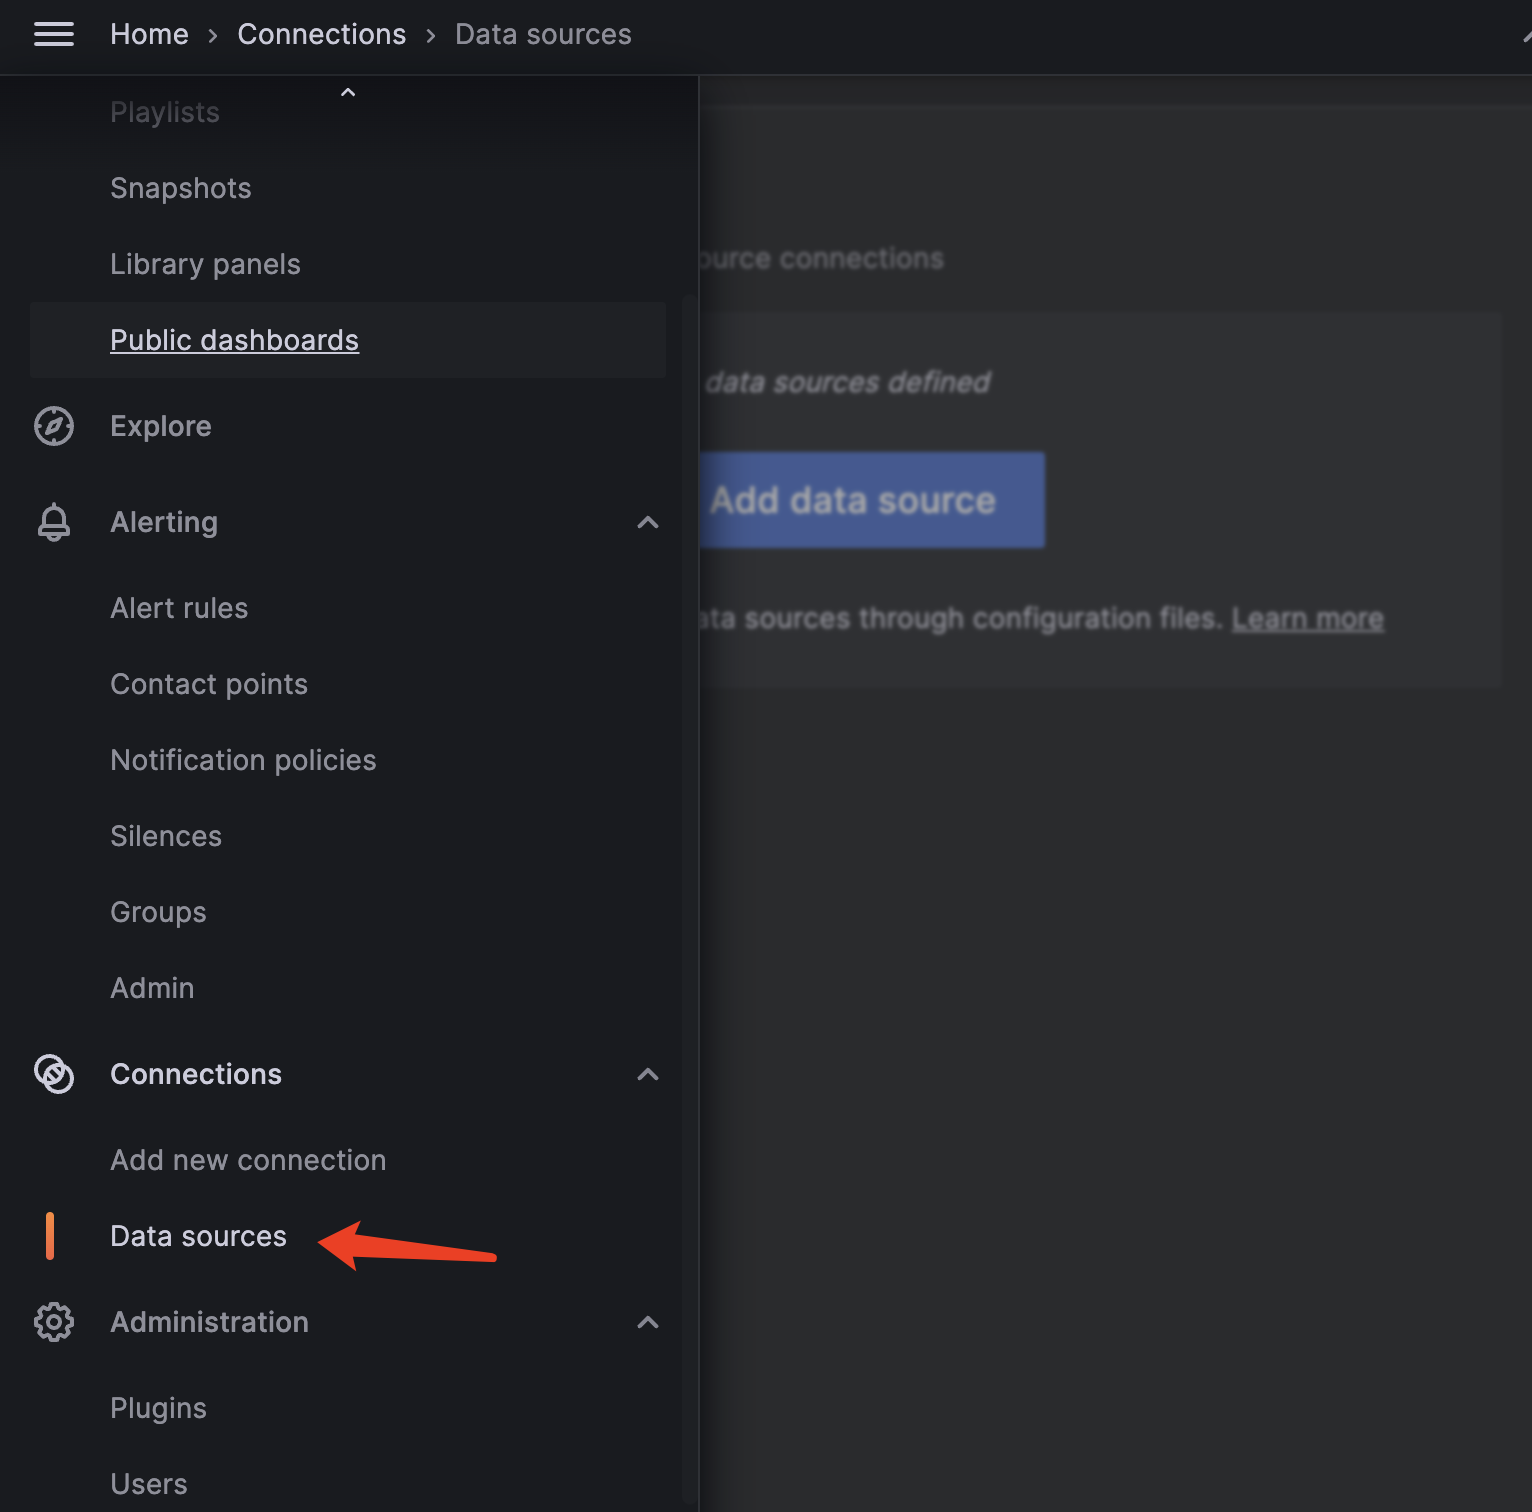 Home › Connections › Data sources
Playlists
Snapshots
Library panels
Public dashboards
Explore
Alerting
Alert rules
Contact points
Notification policies
Silences
Groups
Admin
Connections
Add new connection
Data sources
Administration
Plugins
Users
ource connections
data sources defined
Add data source
ata sources through configuration files. Learn more